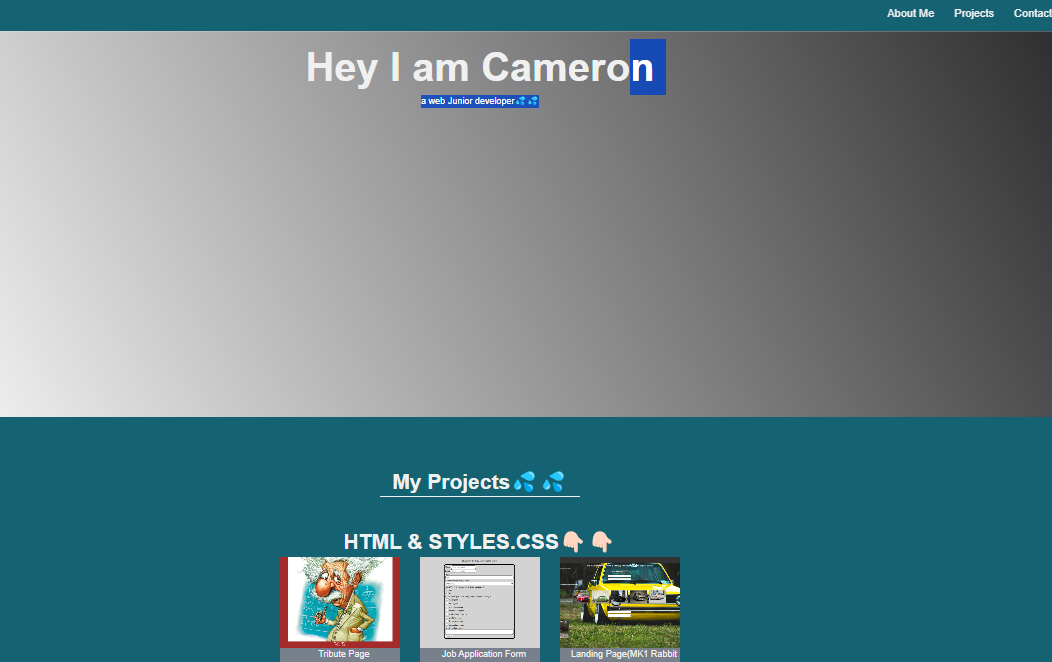 About Me Projects Contact
Hey I am Cameron
a web Junior developer💦 💦
My Projects💦 💦
HTML & STYLES.CSS👇🏻 👇🏻
Tribute Page Job Application Form Landing Page(MK1 Rabbit